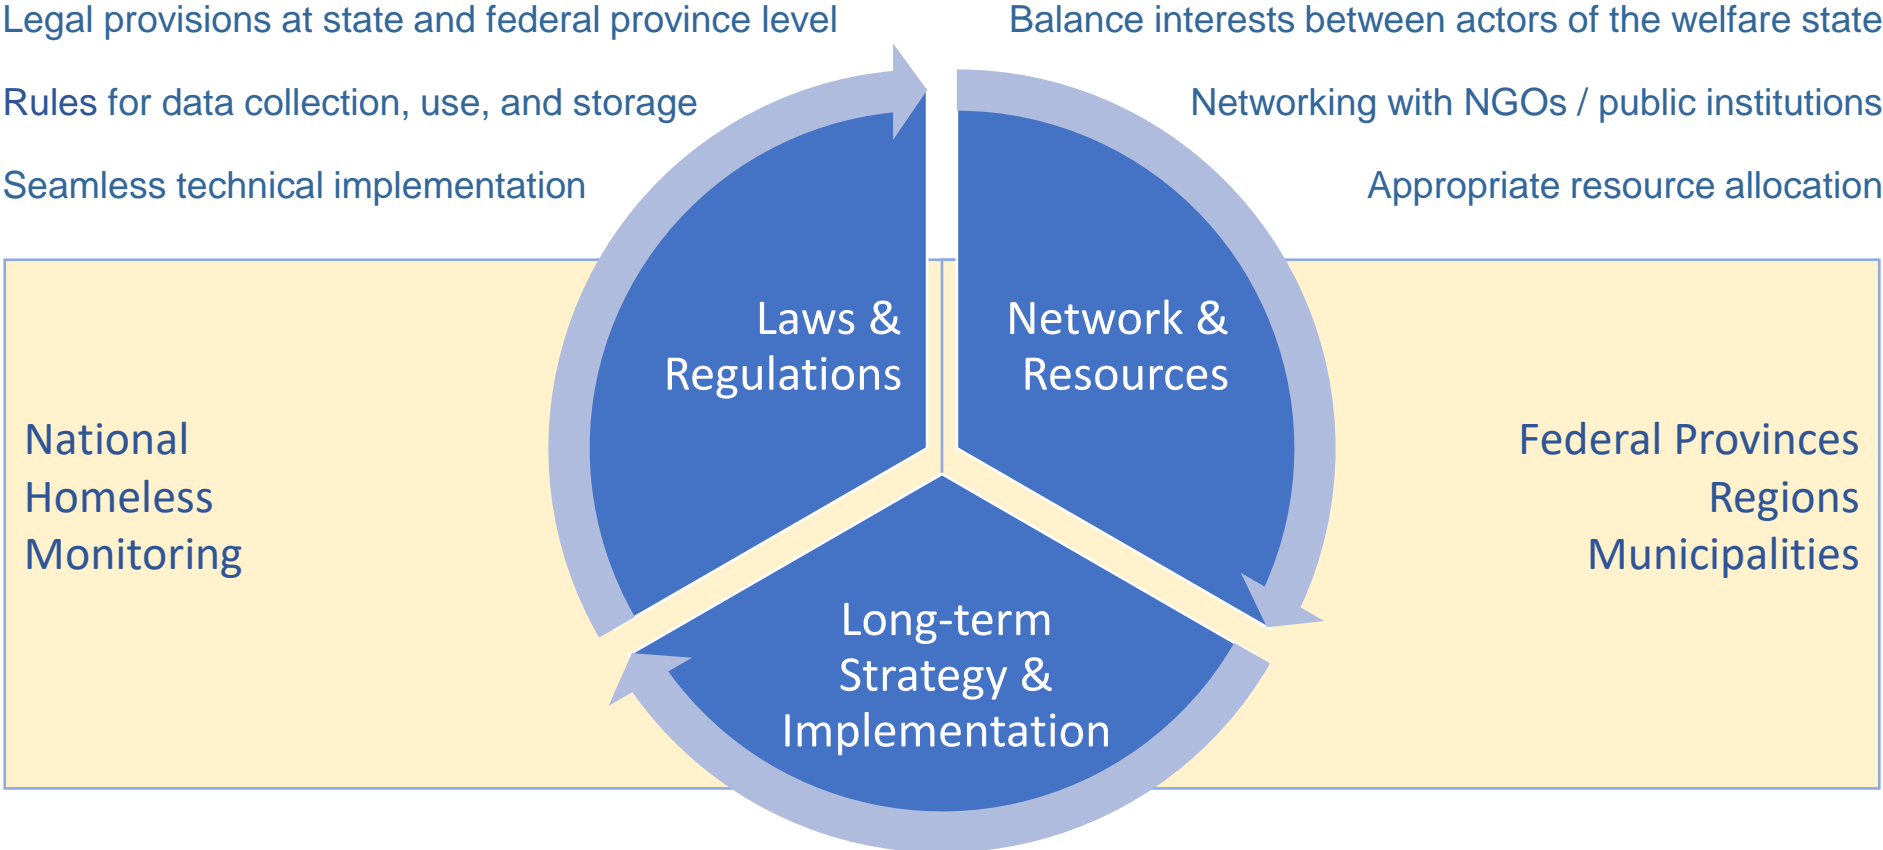 Legal provisions at state and federal province level
Rules for data collection, use, and storage
Seamless technical implementation
Balance interests between actors of the welfare state
Networking with NGOs / public institutions
Appropriate resource allocation
Laws &
Regulations
Network &
Resources
National
Homeless
Monitoring
Federal Provinces
Regions
Municipalities
Long-term
Strategy &
Implementation